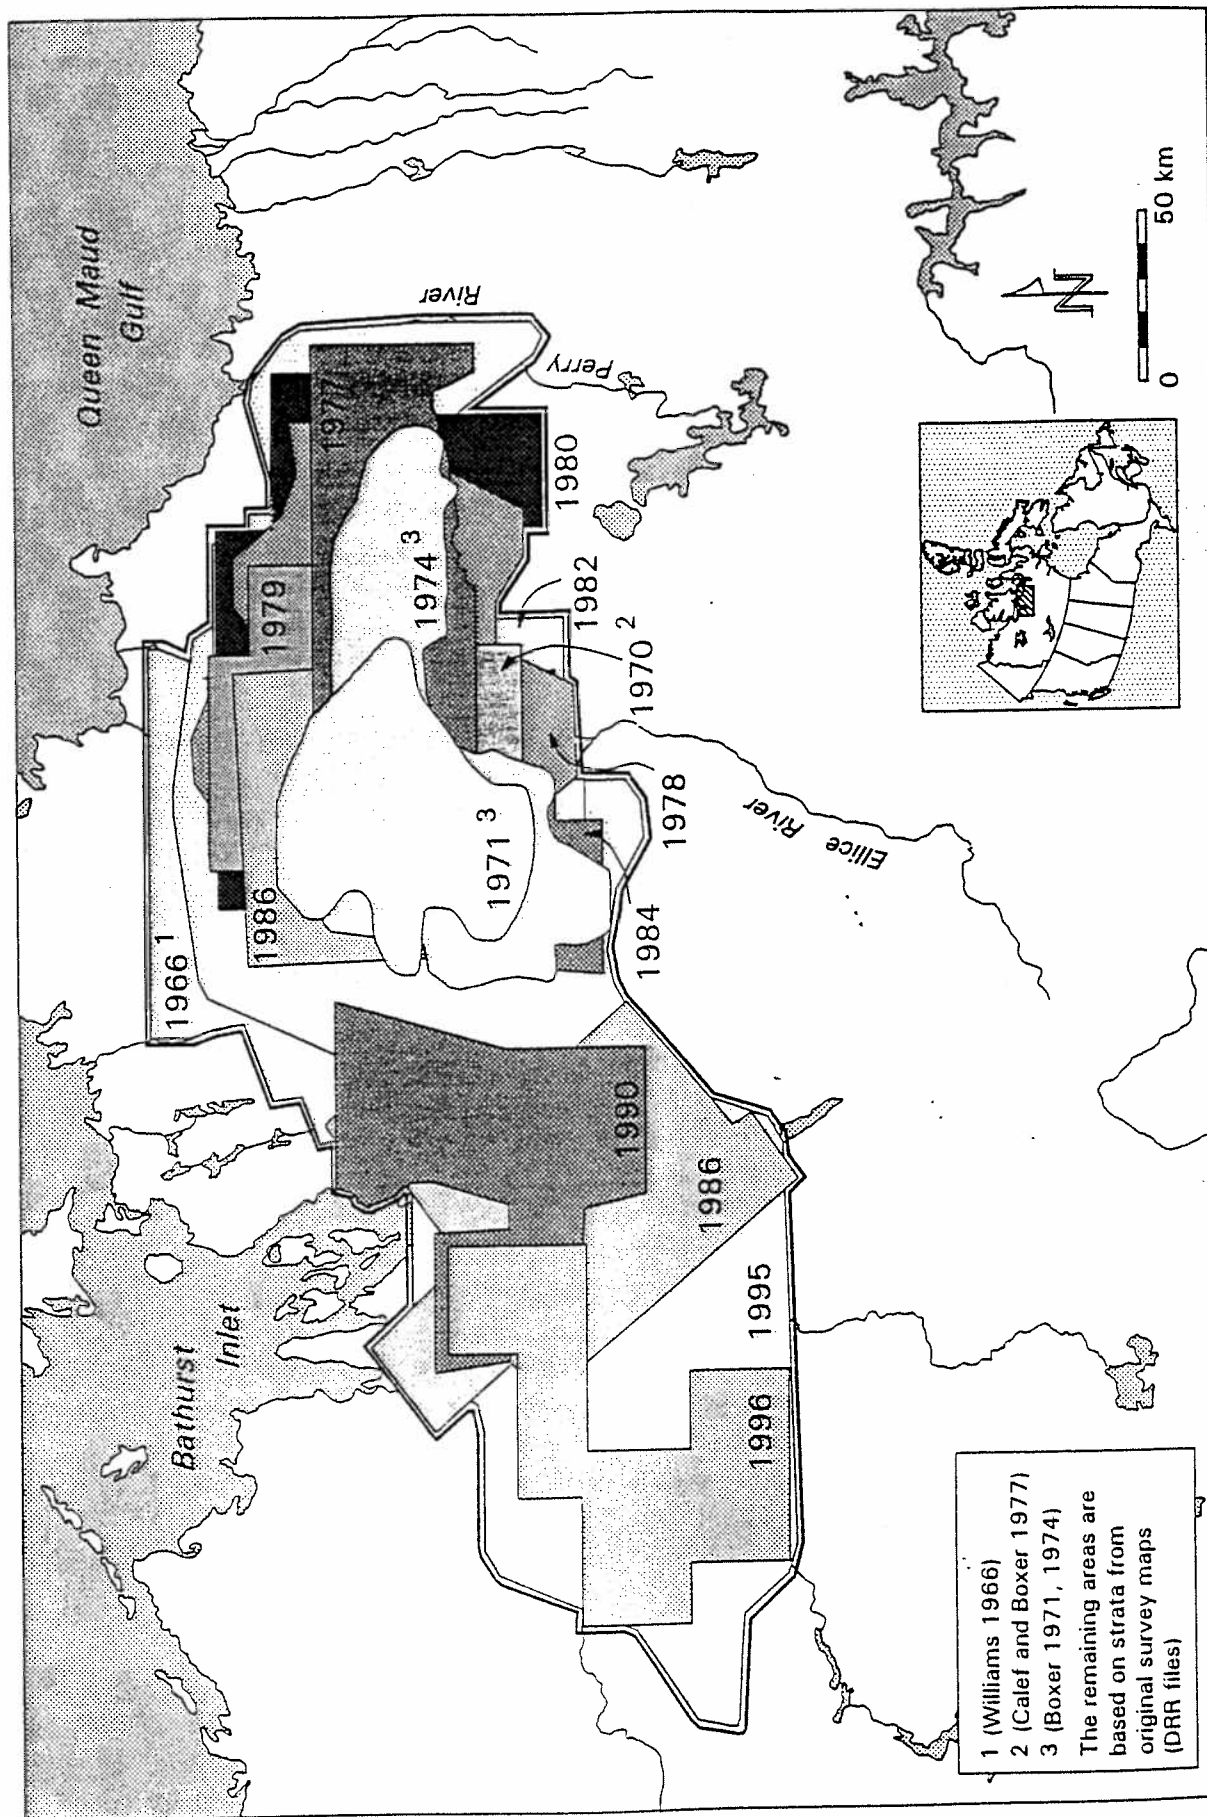 Queen Maud
Gulf
Bathurst
Inlet
1966 1
1986
1979
1977
1974 3
1971 3
1990
1986
1995
1996
1984
1978
1970 2
1982
1980
River
Perry
Ellice River
N
0 50 km
1 (Williams 1966)
2 (Calef and Boxer 1977)
3 (Boxer 1971, 1974)
The remaining areas are
based on strata from
original survey maps
(DRR files)